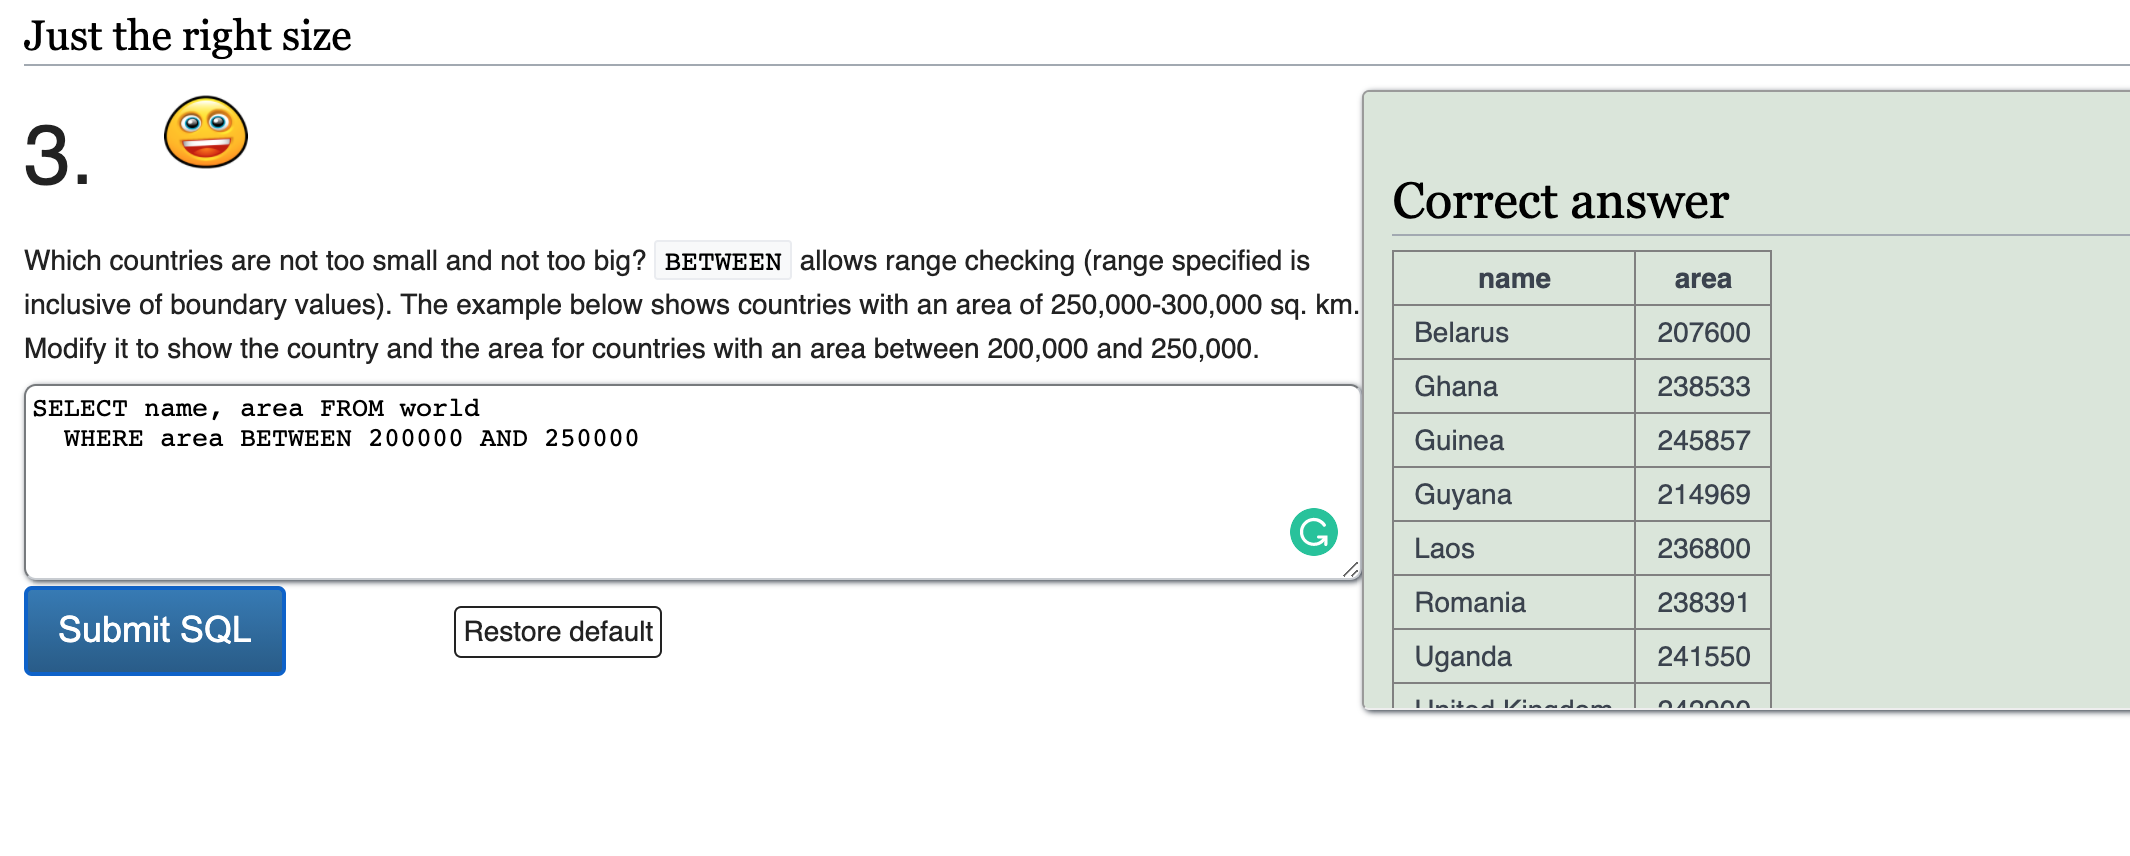 Just the right size
3.
Which countries are not too small and not too big? BETWEEN allows range checking (range specified is
inclusive of boundary values). The example below shows countries with an area of 250,000-300,000 sq. km.
Modify it to show the country and the area for countries with an area between 200,000 and 250,000.
SELECT name, area FROM world
WHERE area BETWEEN 200000 AND 250000
Submit SQL
Restore default
Correct answer
name area
Belarus 207600
Ghana 238533
Guinea 245857
Guyana 214969
Laos 236800
Romania 238391
Uganda 241550
United Kingdom 242900